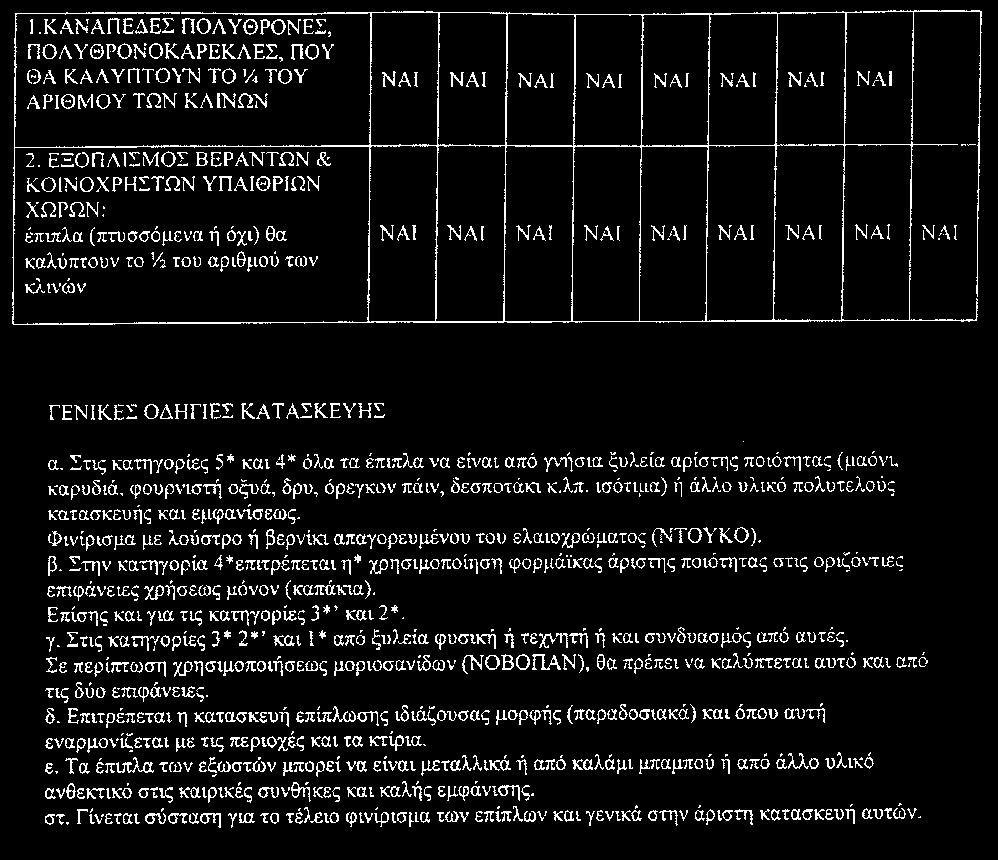 1.ΚΑΝΑΠΕΔΕΣ ΠΟΛΥΘΡΟΝΕΣ,
ΠΟΛΥΘΡΟΝΟΚΑΡΕΚΛΕΣ, ΠΟΥ
ΘΑ ΚΑΛΥΠΤΟΥΝ ΤΟ ¼ ΤΟΥ
ΑΡΙΘΜΟΥ ΤΩΝ ΚΛΙΝΩΝ
ΝΑΙ ΝΑΙ ΝΑΙ ΝΑΙ ΝΑΙ ΝΑΙ ΝΑΙ ΝΑΙ
2. ΕΞΟΠΛΙΣΜΟΣ ΒΕΡΑΝΤΩΝ &
ΚΟΙΝΟΧΡΗΣΤΩΝ ΥΠΑΙΘΡΙΩΝ
ΧΩΡΩΝ:
έπιπλα (πτυσσόμενα ή όχι) θα
καλύπτουν το ½ του αριθμού των
κλινών
ΝΑΙ ΝΑΙ ΝΑΙ ΝΑΙ ΝΑΙ ΝΑΙ ΝΑΙ ΝΑΙ ΝΑΙ
ΓΕΝΙΚΕΣ ΟΔΗΓΙΕΣ ΚΑΤΑΣΚΕΥΗΣ
α. Στις κατηγορίες 5* και 4* όλα τα έπιπλα να είναι από γνήσια ξυλεία αρίστης ποιότητας (μαόνι,
καρυδιά, φουρνιστή οξυά, δρυ, όρεγκον πάιν, δεσποτάκι κ.λπ. ισότιμα) ή άλλο υλικό πολυτελούς
κατασκευής και εμφανίσεως.
Φινίρισμα με λούστρο ή βερνίκι απαγορευμένου του ελαιοχρώματος (ΝΤΟΥΚΟ).
β. Στην κατηγορία 4*επιτρέπεται η* χρησιμοποίηση φορμάϊκας άριστης ποιότητας στις οριζόντιες
επιφάνειες χρήσεως μόνον (καπάκια).
Επίσης και για τις κατηγορίες 3*’ και 2*.
γ. Στις κατηγορίες 3* 2*’ και 1* από ξυλεία φυσική ή τεχνητή ή και συνδυασμός από αυτές.
Σε περίπτωση χρησιμοποιήσεως μοριοσανίδων (ΝΟΒΟΠΑΝ), θα πρέπει να καλύπτεται αυτό και από
τις δύο επιφάνειες.
δ. Επιτρέπεται η κατασκευή επίπλωσης ιδιάζουσας μορφής (παραδοσιακά) και όπου αυτή
εναρμονίζεται με τις περιοχές και τα κτίρια.
ε. Τα έπιπλα των εξωστών μπορεί να είναι μεταλλικά ή από καλάμι μπαμπού ή από άλλο υλικό
ανθεκτικό στις καιρικές συνθήκες και καλής εμφάνισης.
στ. Γίνεται σύσταση για το τέλειο φινίρισμα των επίπλων και γενικά στην άριστη κατασκευή αυτών.